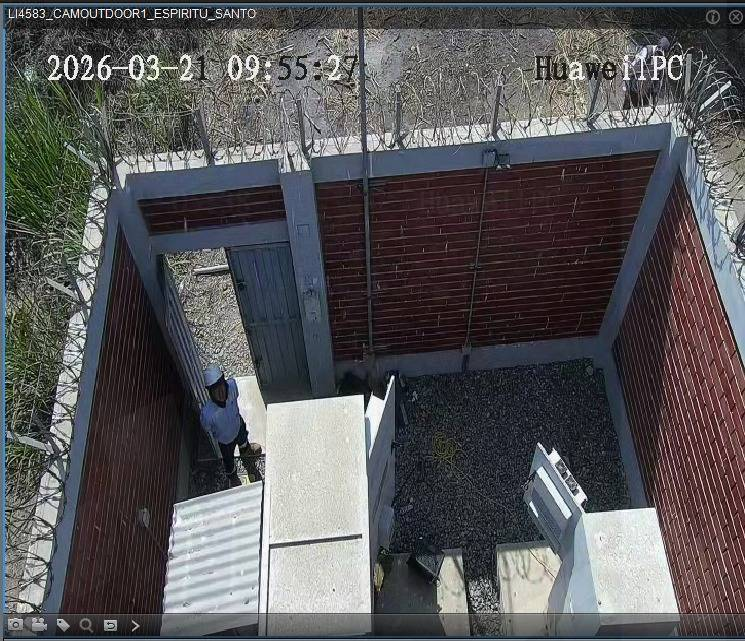 LI4583_CAMOUTDOOR1_ESPIRITU_SANTO
2026-03-21 09:55:27
HuaweiIPC